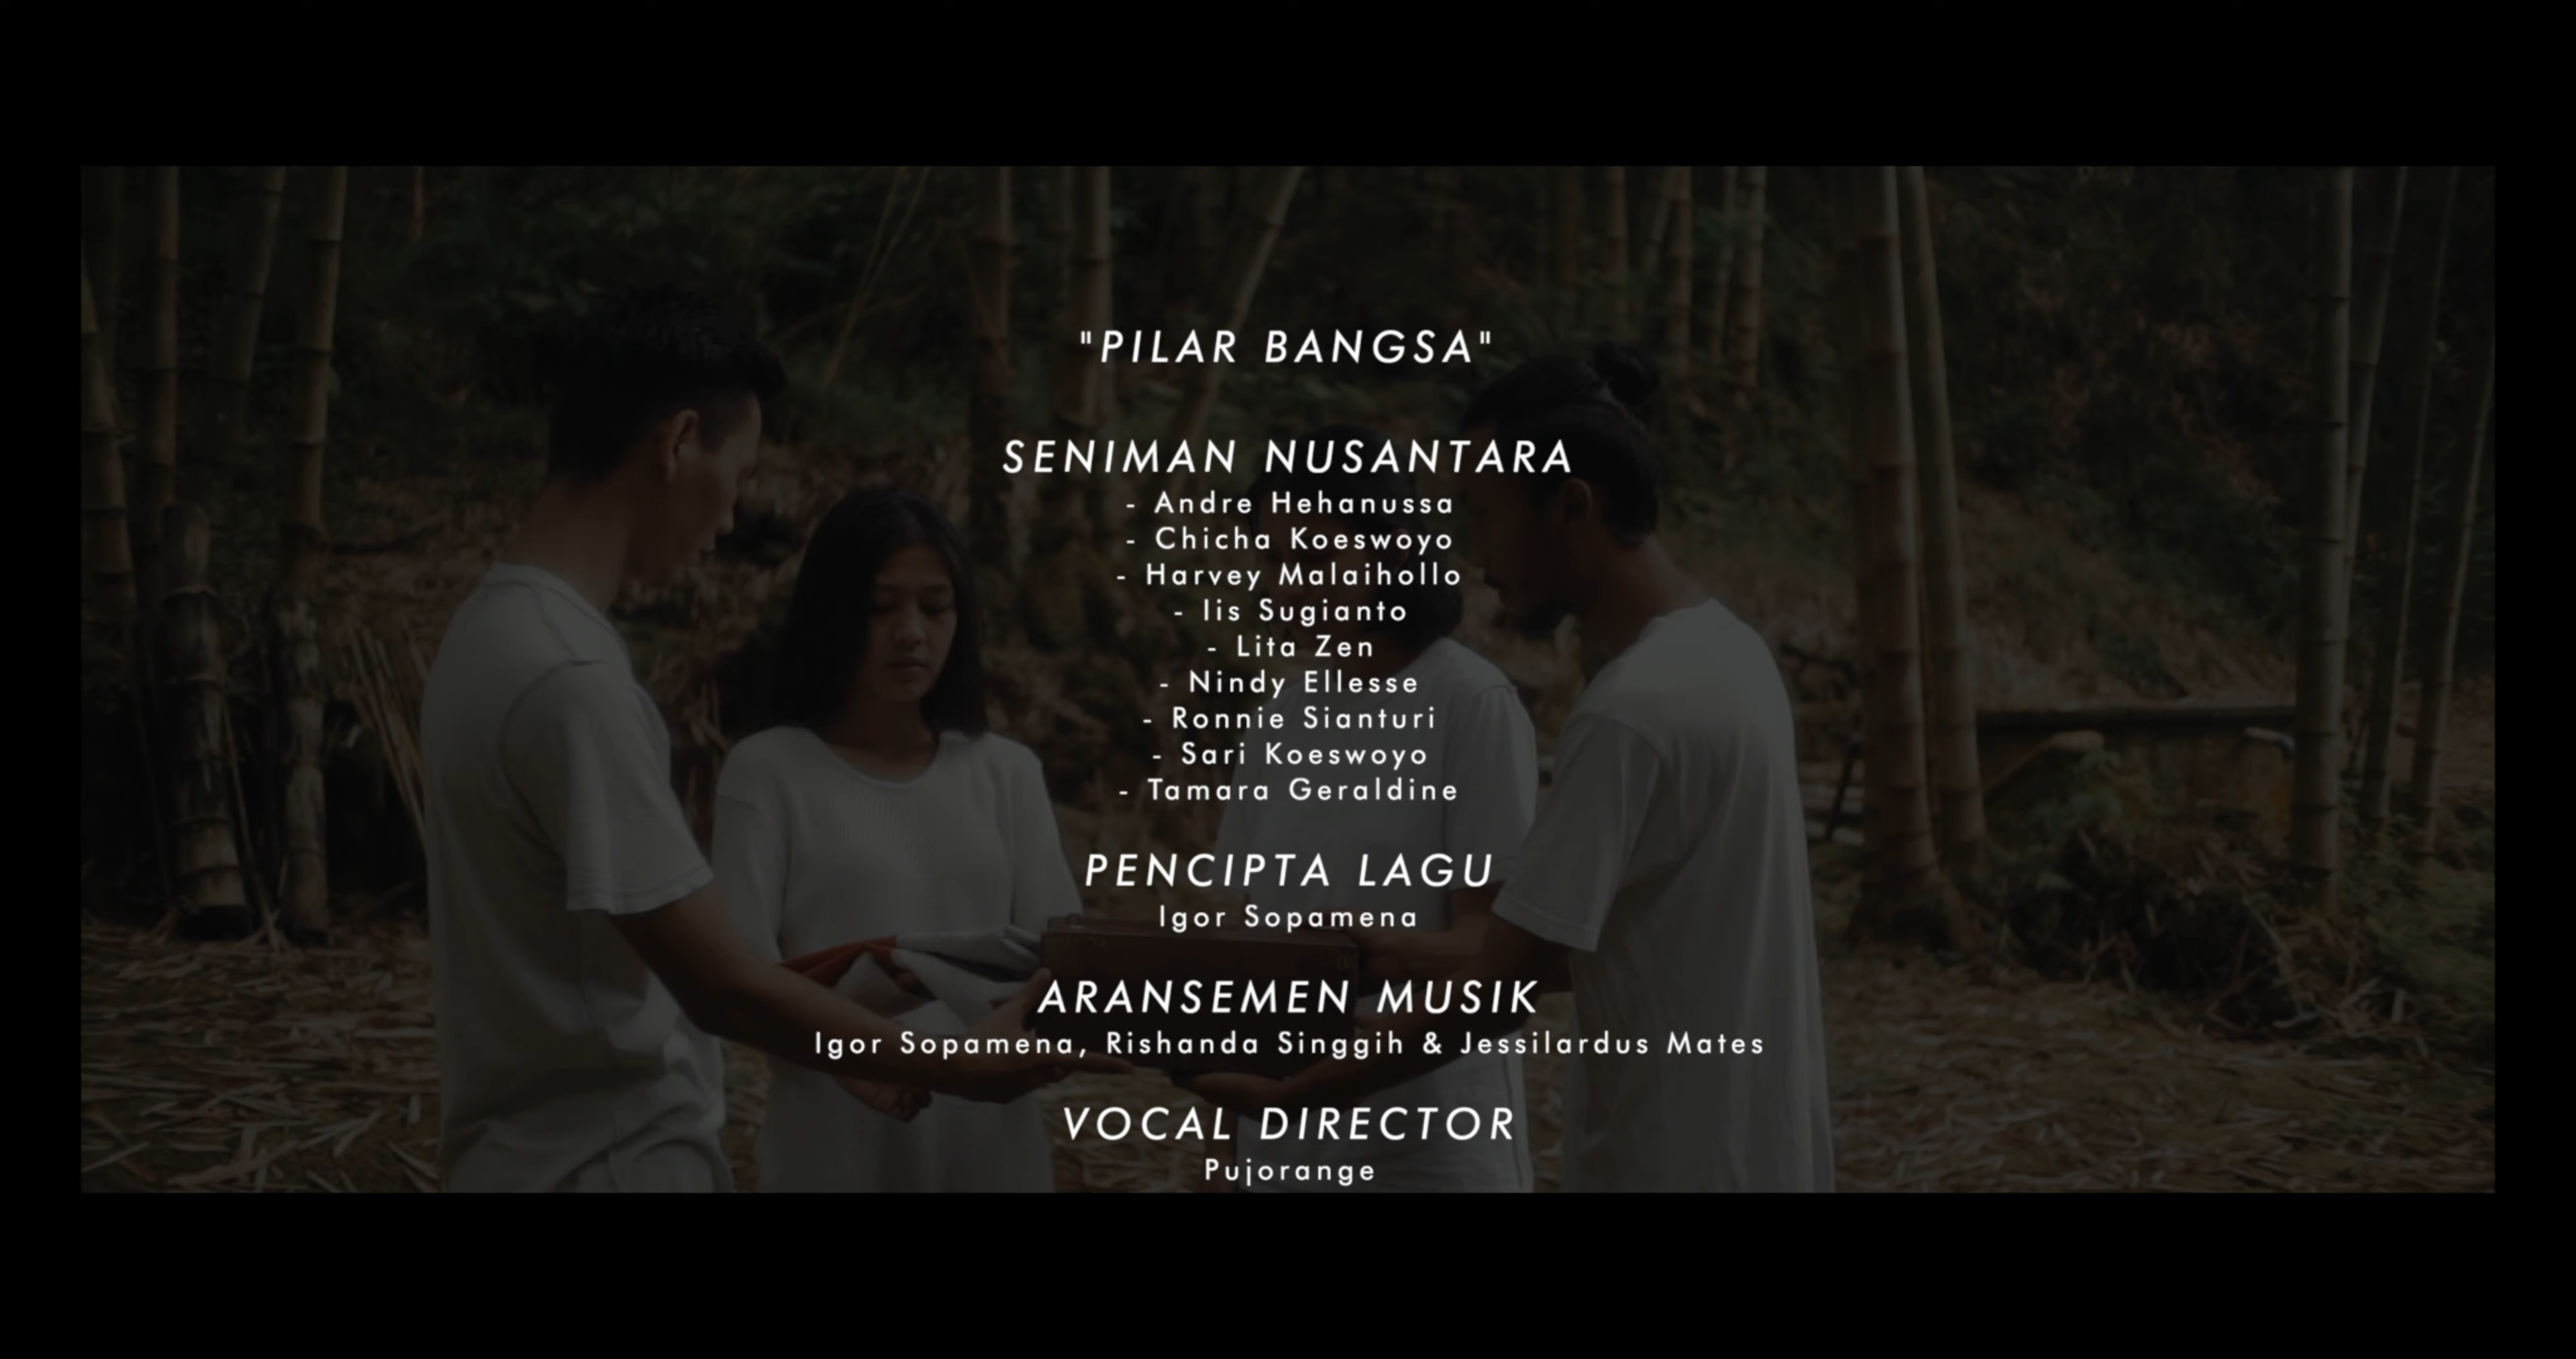 "PILAR BANGSA"
SENIMAN NUSANTARA
- Andre Hehanussa
- Chicha Koeswoyo
- Harvey Malaihollo
- Iis Sugianto
- Lita Zen
- Nindy Ellesse
- Ronnie Sianturi
- Sari Koeswoyo
- Tamara Geraldine
PENCIPTA LAGU
Igor Sopamena
ARANSEMEN MUSIK
Igor Sopamena, Rishanda Singgih & Jessilardus Mates
VOCAL DIRECTOR
Pujorange